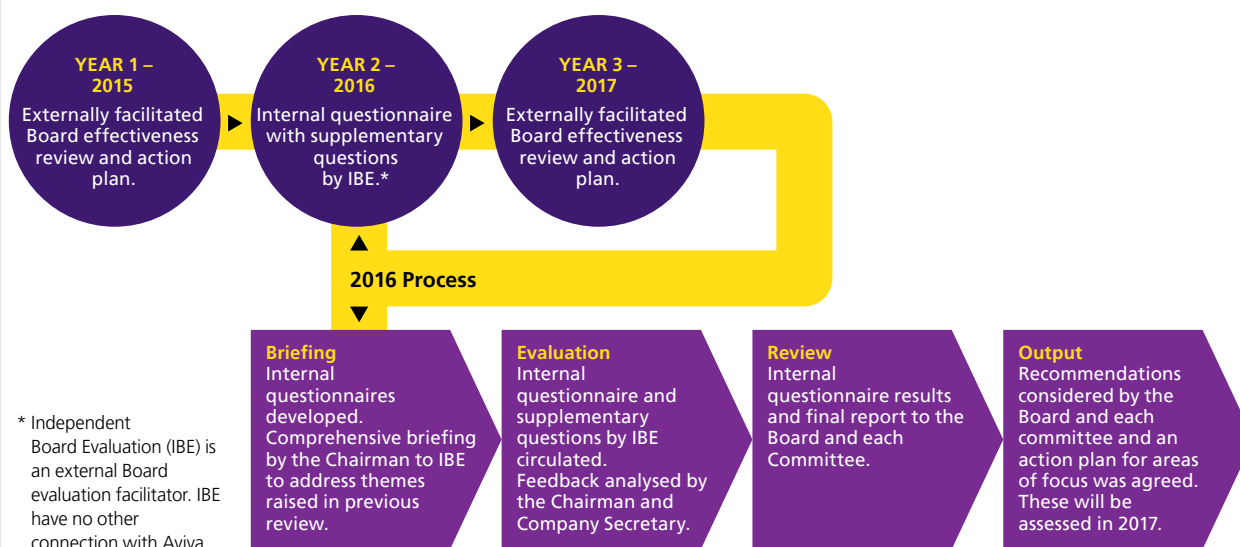 YEAR 1 –
2015
Externally facilitated
Board effectiveness
review and action
plan.
YEAR 2 –
2016
Internal questionnaire
with supplementary
questions
by IBE.*
YEAR 3 –
2017
Externally facilitated
Board effectiveness
review and action
plan.
2016 Process
Briefing
Internal
questionnaires
developed.
Comprehensive briefing
by the Chairman to IBE
to address themes
raised in previous
review.
Evaluation
Internal
questionnaire and
supplementary
questions by IBE
circulated.
Feedback analysed by
the Chairman and
Company Secretary.
Review
Internal
questionnaire results
and final report to the
Board and each
Committee.
Output
Recommendations
considered by the
Board and each
committee and an
action plan for areas
of focus was agreed.
These will be
assessed in 2017.
* Independent
Board Evaluation (IBE) is
an external Board
evaluation facilitator. IBE
have no other
connection with Aviva